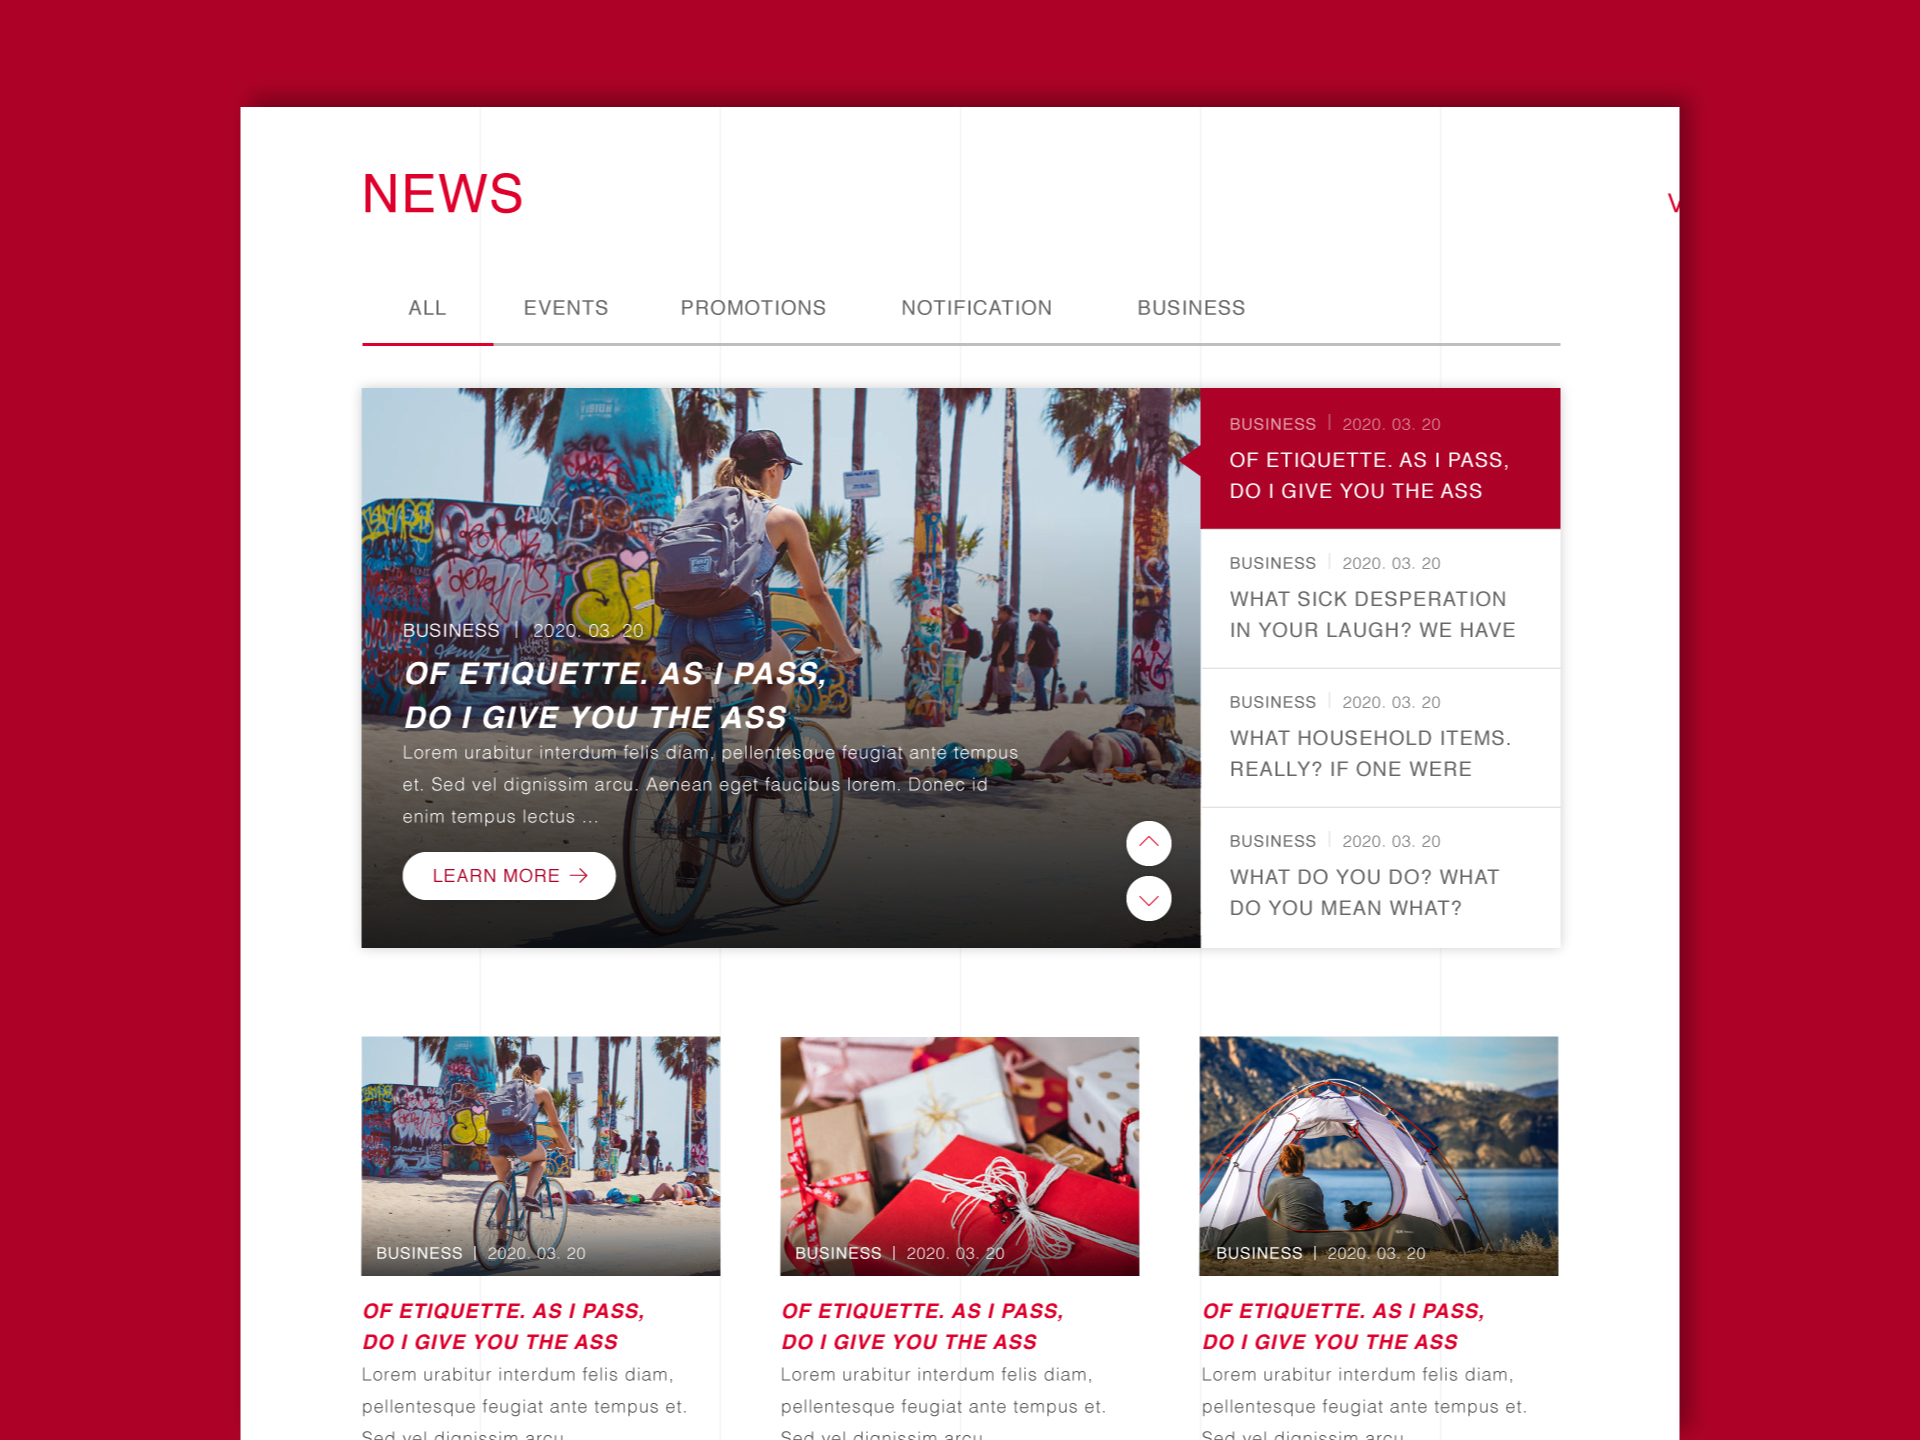 NEWS
V
ALL
EVENTS
PROMOTIONS
NOTIFICATION
BUSINESS
BUSINESS | 2020. 03. 20
OF ETIQUETTE. AS I PASS,
DO I GIVE YOU THE ASS
Lorem urabitur interdum felis diam, pellentesque feugiat ante tempus
et. Sed vel dignissim arcu. Aenean eget faucibus lorem. Donec id
enim tempus lectus ...
LEARN MORE →
BUSINESS | 2020. 03. 20
OF ETIQUETTE. AS I PASS,
DO I GIVE YOU THE ASS
BUSINESS | 2020. 03. 20
WHAT SICK DESPERATION
IN YOUR LAUGH? WE HAVE
BUSINESS | 2020. 03. 20
WHAT HOUSEHOLD ITEMS.
REALLY? IF ONE WERE
BUSINESS | 2020. 03. 20
WHAT DO YOU DO? WHAT
DO YOU MEAN WHAT?
BUSINESS | 2020. 03. 20
OF ETIQUETTE. AS I PASS,
DO I GIVE YOU THE ASS
Lorem urabitur interdum felis diam,
pellentesque feugiat ante tempus et.
Sed vel dignissim arcu
BUSINESS | 2020. 03. 20
OF ETIQUETTE. AS I PASS,
DO I GIVE YOU THE ASS
Lorem urabitur interdum felis diam,
pellentesque feugiat ante tempus et.
Sed vel dignissim arcu
BUSINESS | 2020. 03. 20
OF ETIQUETTE. AS I PASS,
DO I GIVE YOU THE ASS
Lorem urabitur interdum felis diam,
pellentesque feugiat ante tempus et.
Sed vel dignissim arcu